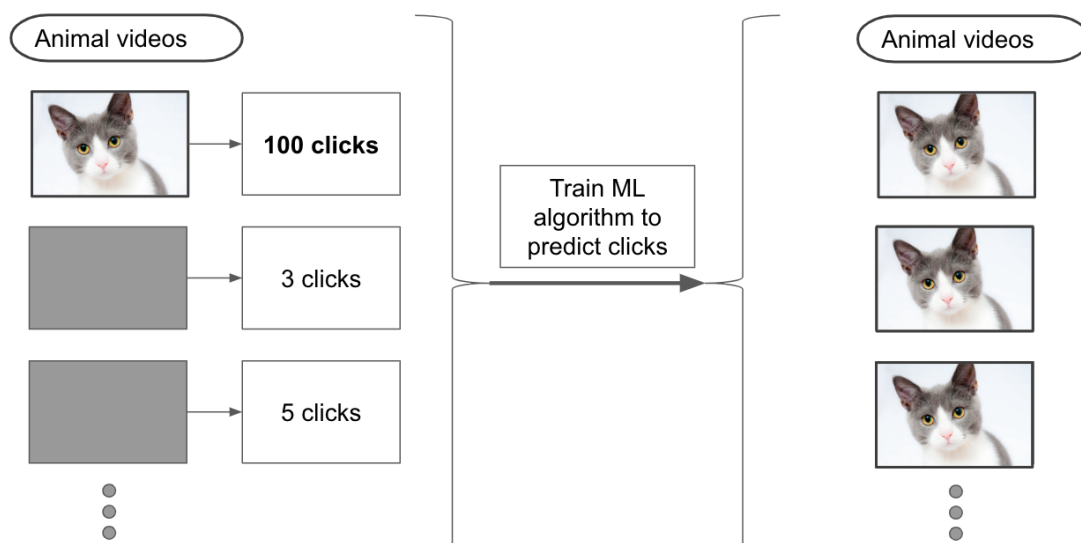 Animal videos
100 clicks
3 clicks
5 clicks
Train ML
algorithm to
predict clicks
Animal videos